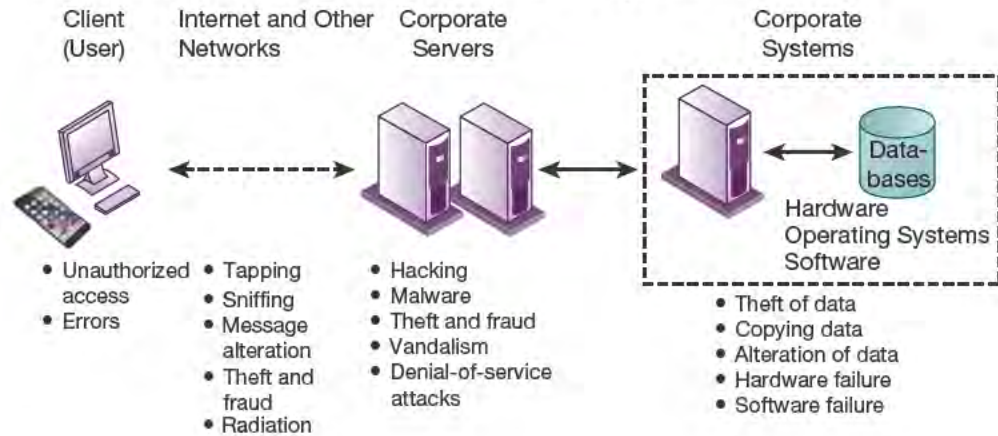 Client
(User)
Internet and Other
Networks
Corporate
Servers
Corporate
Systems
Data-
bases
Hardware
Operating Systems
Software
• Unauthorized
access
• Errors
• Tapping
• Sniffing
• Message
alteration
• Theft and
fraud
• Radiation
• Hacking
• Malware
• Theft and fraud
• Vandalism
• Denial-of-service
attacks
• Theft of data
• Copying data
• Alteration of data
• Hardware failure
• Software failure